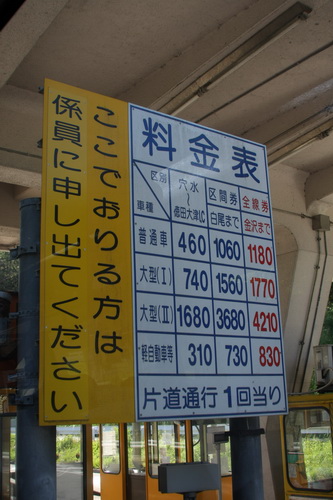 ここでおりる方は
係員に申し出てください
料金表
区別 穴水〜徳田大津I.C 区間券 白尾まで 全線券 金沢まで
車種
普通車 460 1060 1180
大型(I) 740 1560 1770
大型(II) 1680 3680 4210
軽自動車等 310 730 830
片道通行1回当り